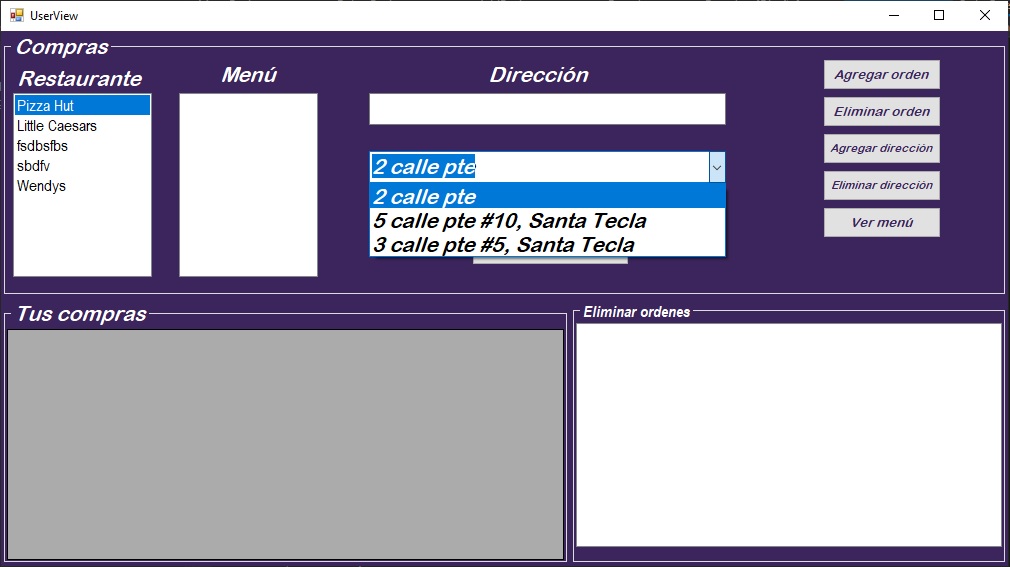 UserView
Compras
Restaurante
Menú
Dirección
Pizza Hut
Little Caesars
fsdbsfbs
sbdfv
Wendys
2 calle pte
2 calle pte
5 calle pte #10, Santa Tecla
3 calle pte #5, Santa Tecla
Agregar orden
Eliminar orden
Agregar dirección
Eliminar dirección
Ver menú
Tus compras
Eliminar ordenes